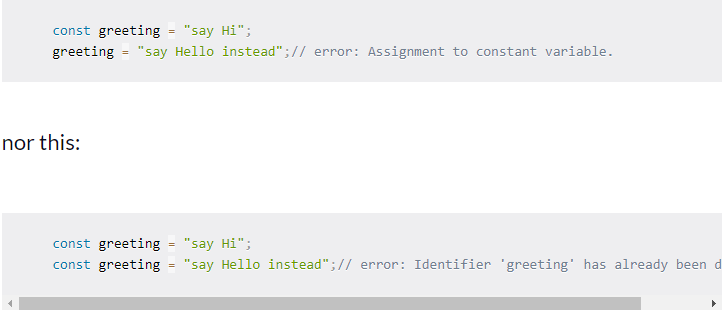 const greeting = "say Hi";
greeting = "say Hello instead";// error: Assignment to constant variable.
nor this:
const greeting = "say Hi";
const greeting = "say Hello instead";// error: Identifier 'greeting' has already been d